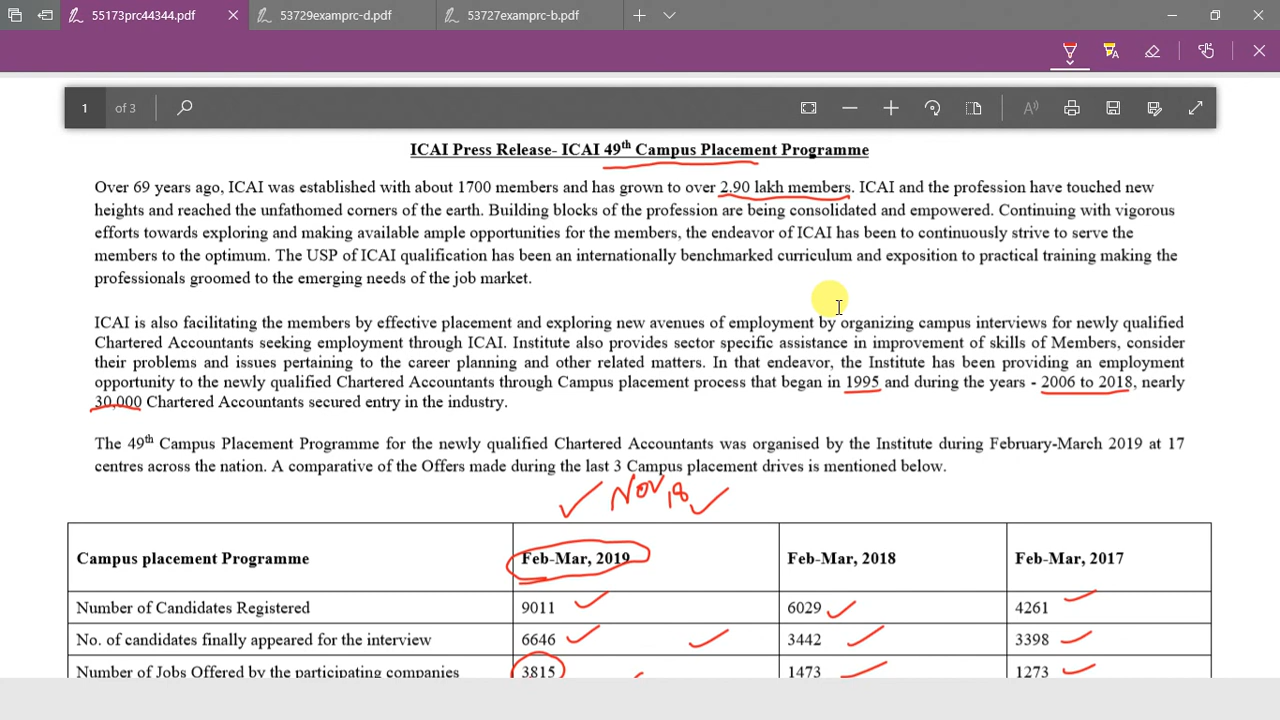 55173prc44344.pdf
53729examprc-d.pdf
53727examprc-b.pdf
1 of 3
ICAI Press Release- ICAI 49th Campus Placement Programme
Over 69 years ago, ICAI was established with about 1700 members and has grown to over 2.90 lakh members. ICAI and the profession have touched new
heights and reached the unfathomed corners of the earth. Building blocks of the profession are being consolidated and empowered. Continuing with vigorous
efforts towards exploring and making available ample opportunities for the members, the endeavor of ICAI has been to continuously strive to serve the
members to the optimum. The USP of ICAI qualification has been an internationally benchmarked curriculum and exposition to practical training making the
professionals groomed to the emerging needs of the job market.
ICAI is also facilitating the members by effective placement and exploring new avenues of employment by organizing campus interviews for newly qualified
Chartered Accountants seeking employment through ICAI. Institute also provides sector specific assistance in improvement of skills of Members, consider
their problems and issues pertaining to the career planning and other related matters. In that endeavor, the Institute has been providing an employment
opportunity to the newly qualified Chartered Accountants through Campus placement process that began in 1995 and during the years - 2006 to 2018, nearly
30,000 Chartered Accountants secured entry in the industry.
The 49th Campus Placement Programme for the newly qualified Chartered Accountants was organised by the Institute during February-March 2019 at 17
centres across the nation. A comparative of the Offers made during the last 3 Campus placement drives is mentioned below.
Nov 18
Campus placement Programme Feb-Mar, 2019 Feb-Mar, 2018 Feb-Mar, 2017
Number of Candidates Registered 9011 6029 4261
No. of candidates finally appeared for the interview 6646 3442 3398
Number of Jobs Offered by the participating companies 3815 1473 1273